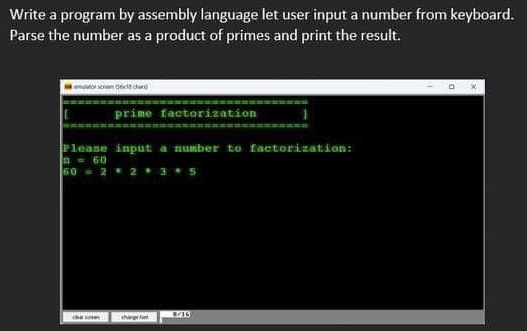 Write a program by assembly language let user input a number from keyboard.
Parse the number as a product of primes and print the result.
emulator screen (56x18 chars)
==================================
[ prime factorization ]
==================================
Please input a number to factorization:
n = 60
60 = 2 * 2 * 3 * 5
clear screen change font 8/16